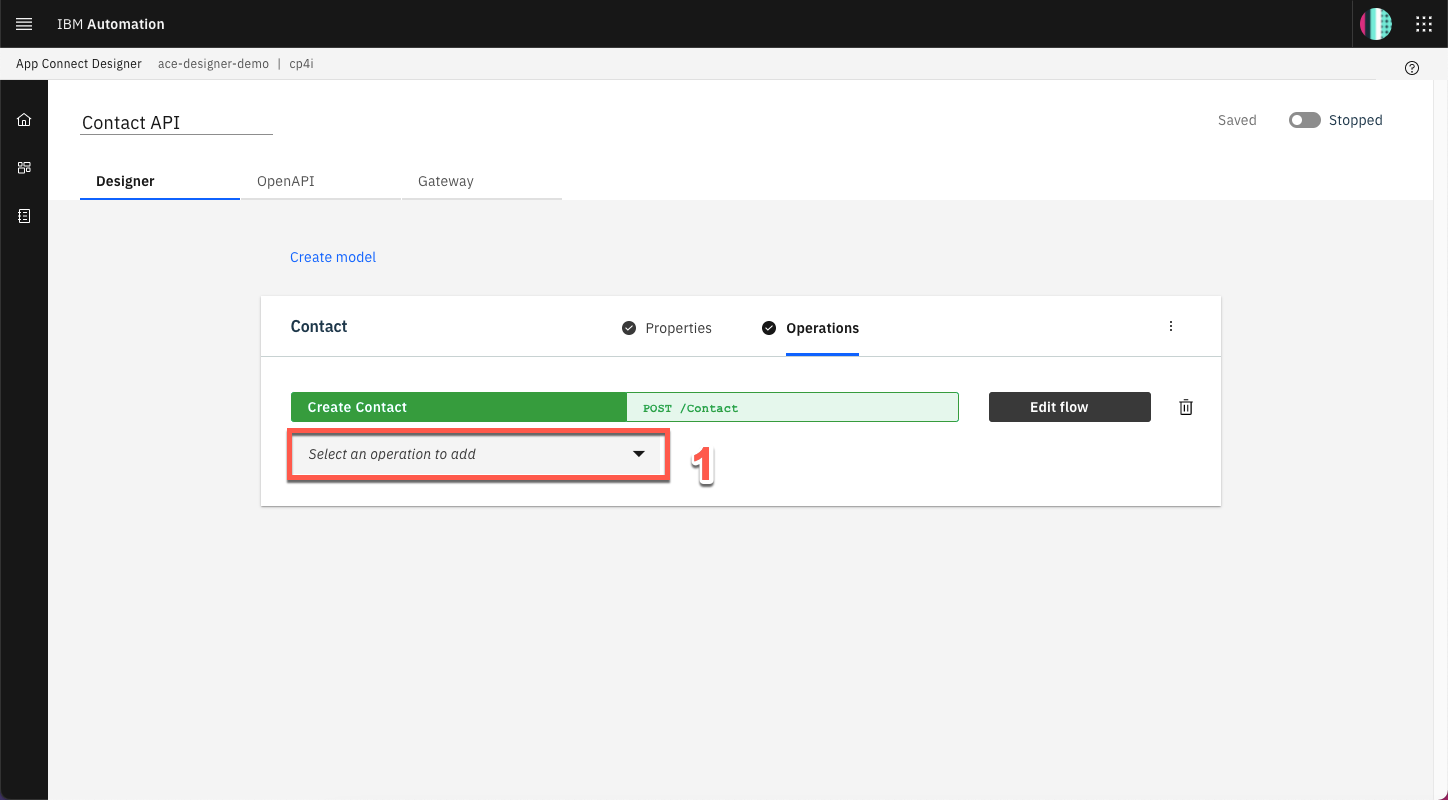 IBM Automation
App Connect Designer ace-designer-demo | cp4i
Contact API
Saved
Stopped
Designer
OpenAPI
Gateway
Create model
Contact
Properties
Operations
Create Contact
POST /Contact
Edit flow
Select an operation to add
1